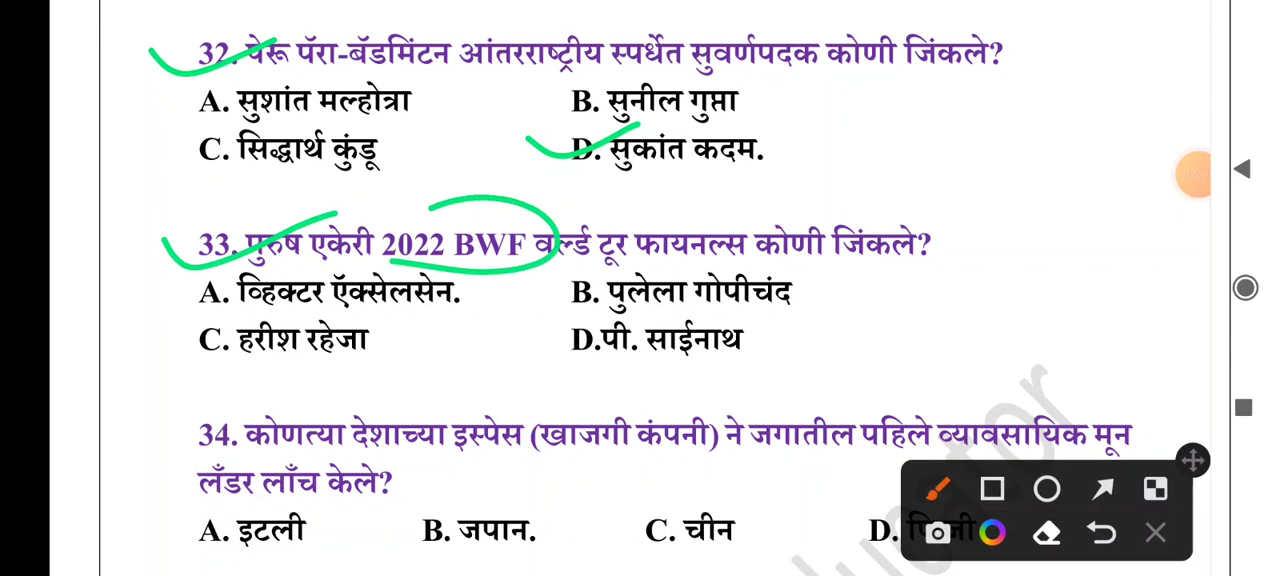 32. पेरू पॅरा-बॅडमिंटन आंतरराष्ट्रीय स्पर्धेत सुवर्णपदक कोणी जिंकले?
A. सुशांत मल्होत्रा B. सुनील गुप्ता
C. सिद्धार्थ कुंडू D. सुकांत कदम.
33. पुरुष एकेरी 2022 BWF वर्ल्ड टूर फायनल्स कोणी जिंकले?
A. व्हिक्टर ऍक्सेलसेन. B. पुलेला गोपीचंद
C. हरीश रहेजा D.पी. साईनाथ
34. कोणत्या देशाच्या इस्पेस (खाजगी कंपनी) ने जगातील पहिले व्यावसायिक मून
लँडर लाँच केले?
A. इटली B. जपान. C. चीन D.